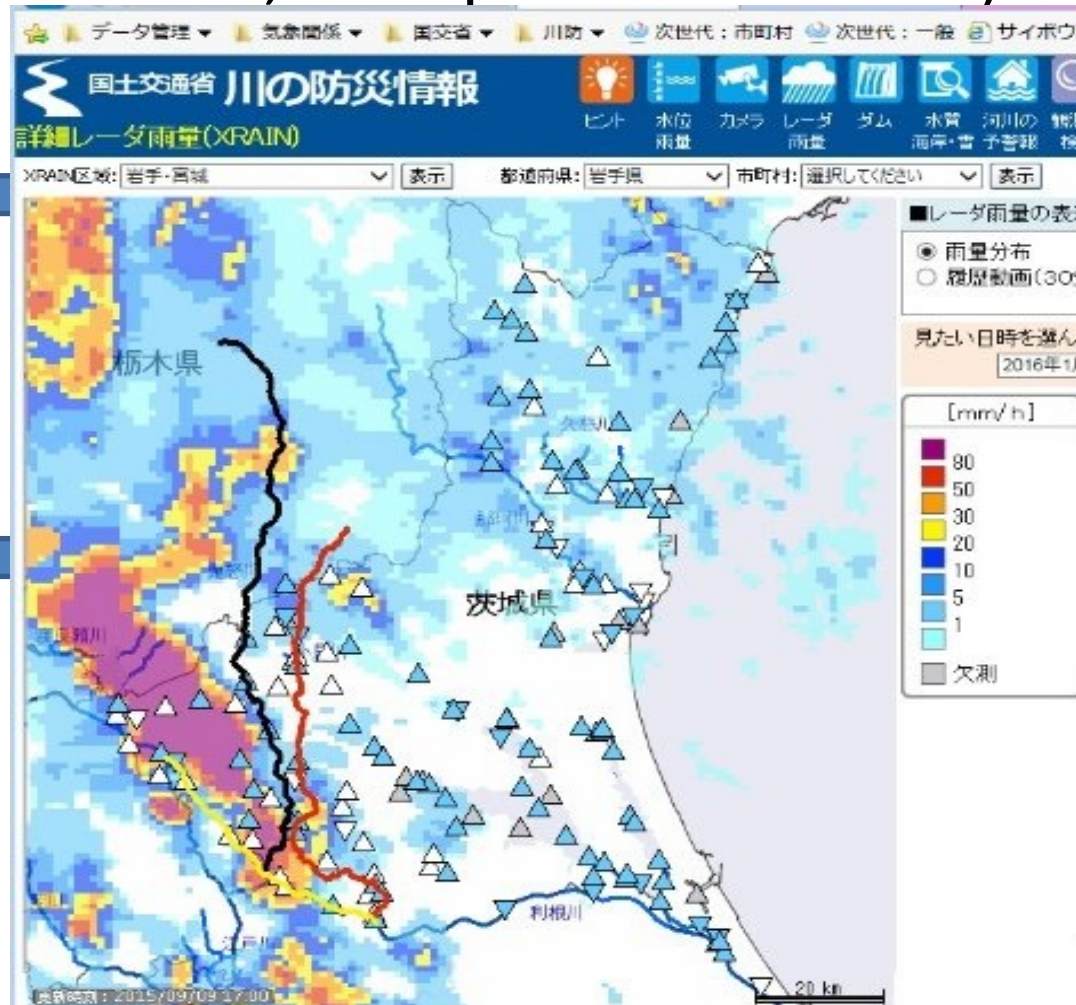 データ管理 ▼ 気象関係 ▼ 国交省 ▼ 川防 ▼ 次世代：市町村 次世代：一般 サイボウ
国土交通省 川の防災情報
詳細レーダ雨量(XRAIN)
ヒント 水位 雨量 カメラ レーダ 雨量 ダム 水質 海岸・雪 河川の 予警報
XRAIN区域: 岩手・宮城 表示 都道府県: 岩手県 市町村: 選択してください 表示
■レーダ雨量の表
雨量分布
履歴動画(30
見たい日時を選ん
2016年1
[mm/h]
80
50
30
20
10
5
1
欠測
栃木県
久慈川
茨城県
利根川
江戸川
20 km
更新時刻：2015/09/09 17:00